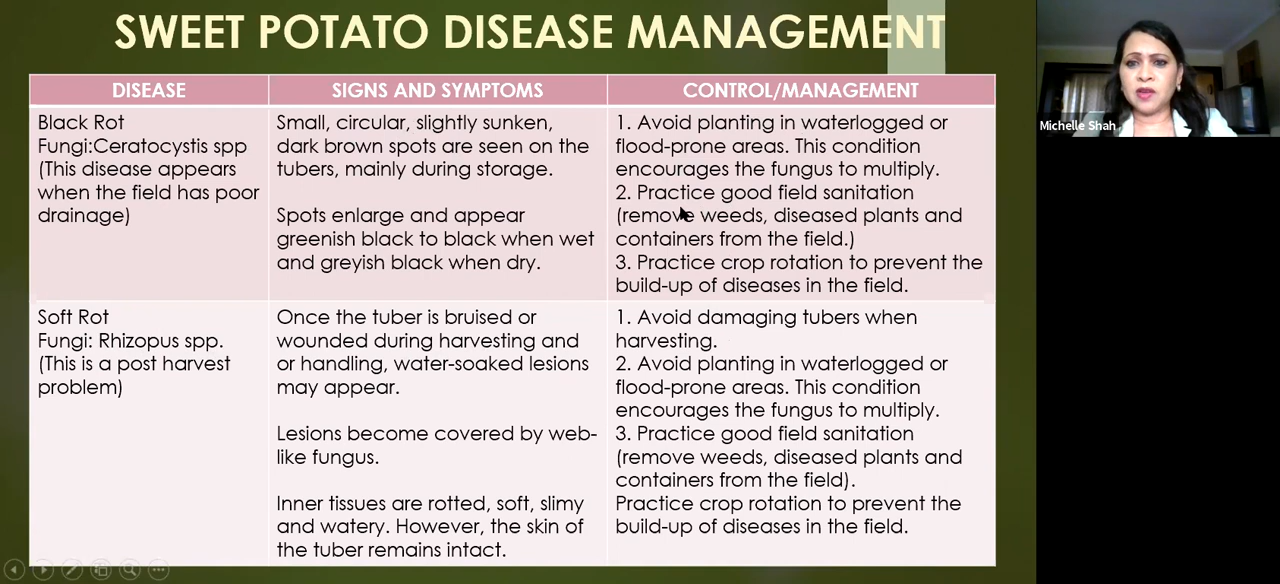 SWEET POTATO DISEASE MANAGEMENT
DISEASE
SIGNS AND SYMPTOMS
CONTROL/MANAGEMENT
Black Rot
Fungi:Ceratocystis spp
(This disease appears
when the field has poor
drainage)
Small, circular, slightly sunken,
dark brown spots are seen on the
tubers, mainly during storage.
Spots enlarge and appear
greenish black to black when wet
and greyish black when dry.
1. Avoid planting in waterlogged or
flood-prone areas. This condition
encourages the fungus to multiply.
2. Practice good field sanitation
(remove weeds, diseased plants and
containers from the field.)
3. Practice crop rotation to prevent the
build-up of diseases in the field.
Soft Rot
Fungi: Rhizopus spp.
(This is a post harvest
problem)
Once the tuber is bruised or
wounded during harvesting and
or handling, water-soaked lesions
may appear.
Lesions become covered by web-
like fungus.
Inner tissues are rotted, soft, slimy
and watery. However, the skin of
the tuber remains intact.
1. Avoid damaging tubers when
harvesting.
2. Avoid planting in waterlogged or
flood-prone areas. This condition
encourages the fungus to multiply.
3. Practice good field sanitation
(remove weeds, diseased plants and
containers from the field).
Practice crop rotation to prevent the
build-up of diseases in the field.
Michelle Shah